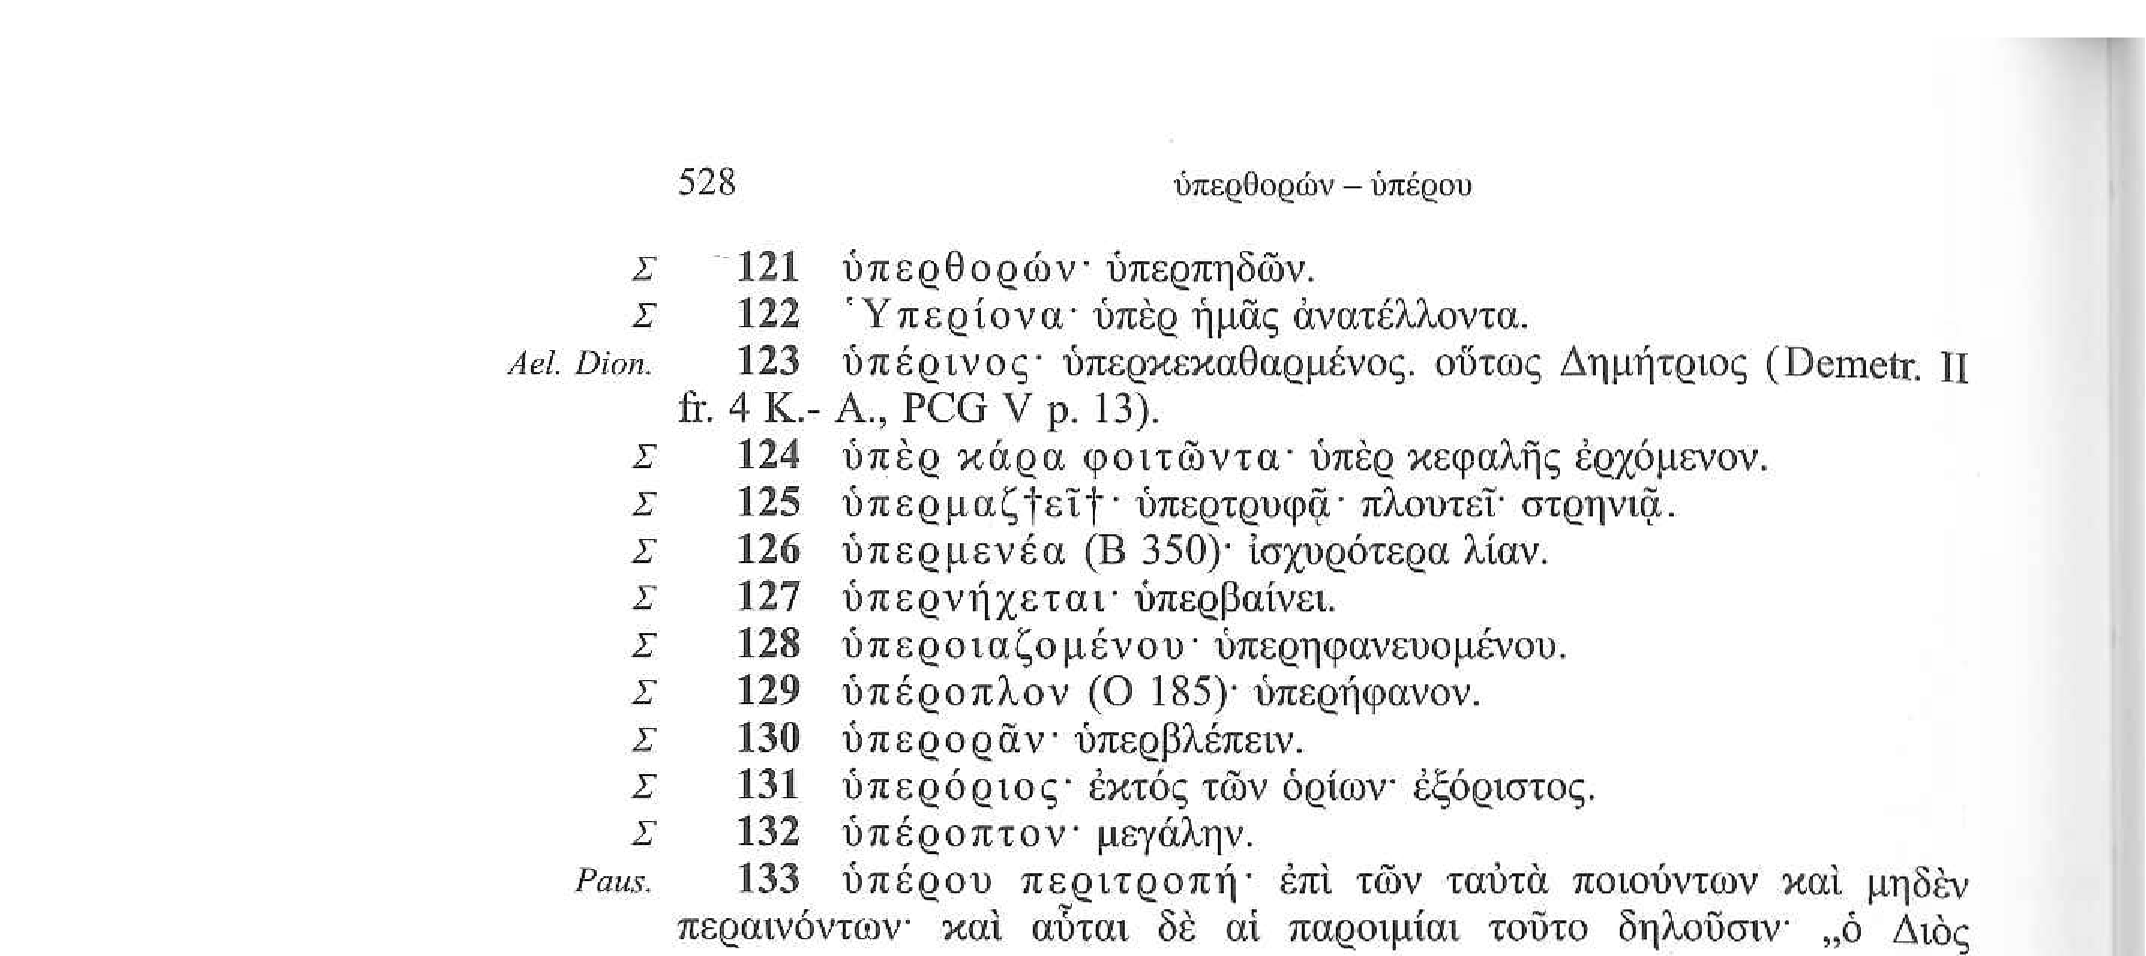 528 ὑπερθορών – ὑπέρου
Σ 121 ὑπερθορών· ὑπερπηδῶν.
Σ 122 Ὑπερίονα· ὑπὲρ ἡμᾶς ἀνατέλλοντα.
Ael. Dion. 123 ὑπέρινος· ὑπερκεκαθαρμένος. οὕτως Δημήτριος (Demetr. II
fr. 4 K.- A., PCG V p. 13).
Σ 124 ὑπὲρ κάρα φοιτῶντα· ὑπὲρ κεφαλῆς ἐρχόμενον.
Σ 125 ὑπερμαζ†εῖ†· ὑπερτρυφᾷ· πλουτεῖ· στρηνιᾷ.
Σ 126 ὑπερμενέα (Β 350)· ἰσχυρότερα λίαν.
Σ 127 ὑπερνήχεται· ὑπερβαίνει.
Σ 128 ὑπεροιαζομένου· ὑπερηφανευομένου.
Σ 129 ὑπέροπλον (Ο 185)· ὑπερήφανον.
Σ 130 ὑπερορᾶν· ὑπερβλέπειν.
Σ 131 ὑπερόριος· ἐκτός τῶν ὁρίων· ἐξόριστος.
Σ 132 ὑπέροπτον· μεγάλην.
Paus. 133 ὑπέρου περιτροπή· ἐπὶ τῶν ταὐτὰ ποιούντων καὶ μηδὲν
περαινόντων· καὶ αὗται δὲ αἱ παροιμίαι τοῦτο δηλοῦσιν· „ὁ Διὸς